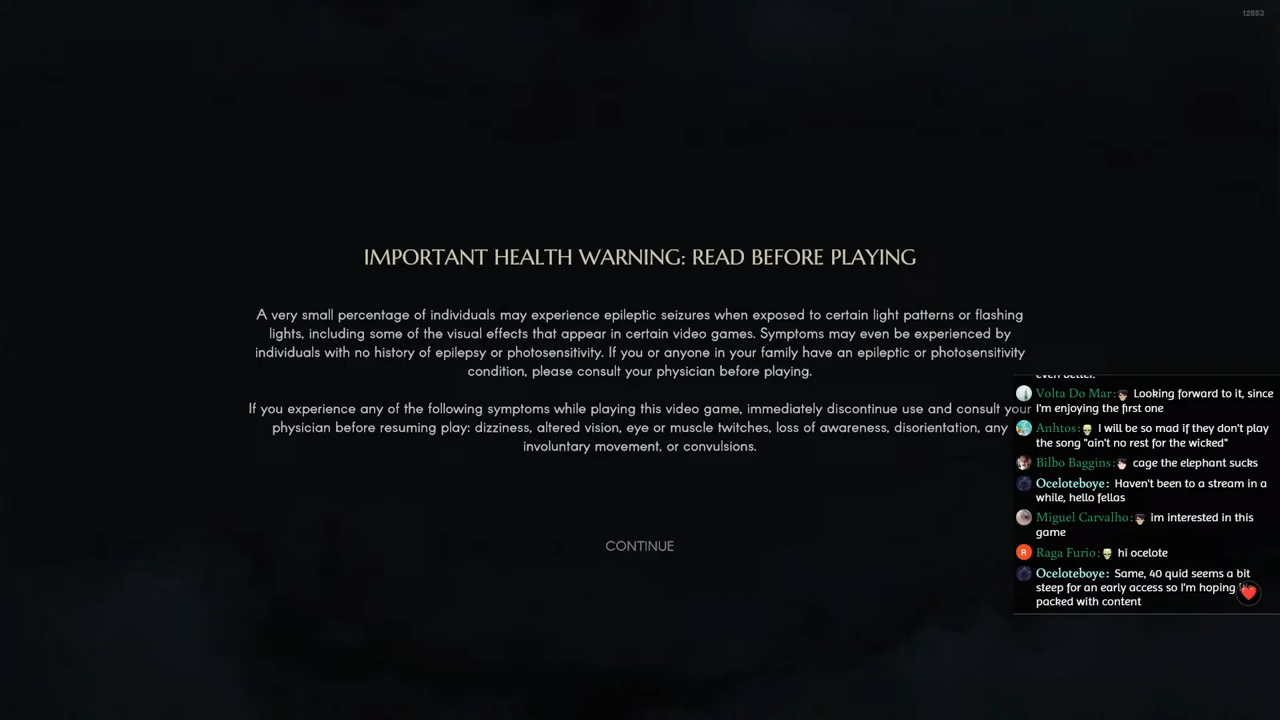 12653
IMPORTANT HEALTH WARNING: READ BEFORE PLAYING
A very small percentage of individuals may experience epileptic seizures when exposed to certain light patterns or flashing
lights, including some of the visual effects that appear in certain video games. Symptoms may even be experienced by
individuals with no history of epilepsy or photosensitivity. If you or anyone in your family have an epileptic or photosensitivity
condition, please consult your physician before playing.
If you experience any of the following symptoms while playing this video game, immediately discontinue use and consult your
physician before resuming play: dizziness, altered vision, eye or muscle twitches, loss of awareness, disorientation, any
involuntary movement, or convulsions.
CONTINUE
even better.
Volta Do Mar: Looking forward to it, since
I'm enjoying the first one
Anhtos: I will be so mad if they don't play
the song "ain't no rest for the wicked"
Bilbo Baggins: cage the elephant sucks
Oceloteboye: Haven't been to a stream in a
while, hello fellas
Miguel Carvalho: im interested in this
game
R Raga Furio: hi ocelote
Oceloteboye: Same, 40 quid seems a bit
steep for an early access so I'm hoping
packed with content